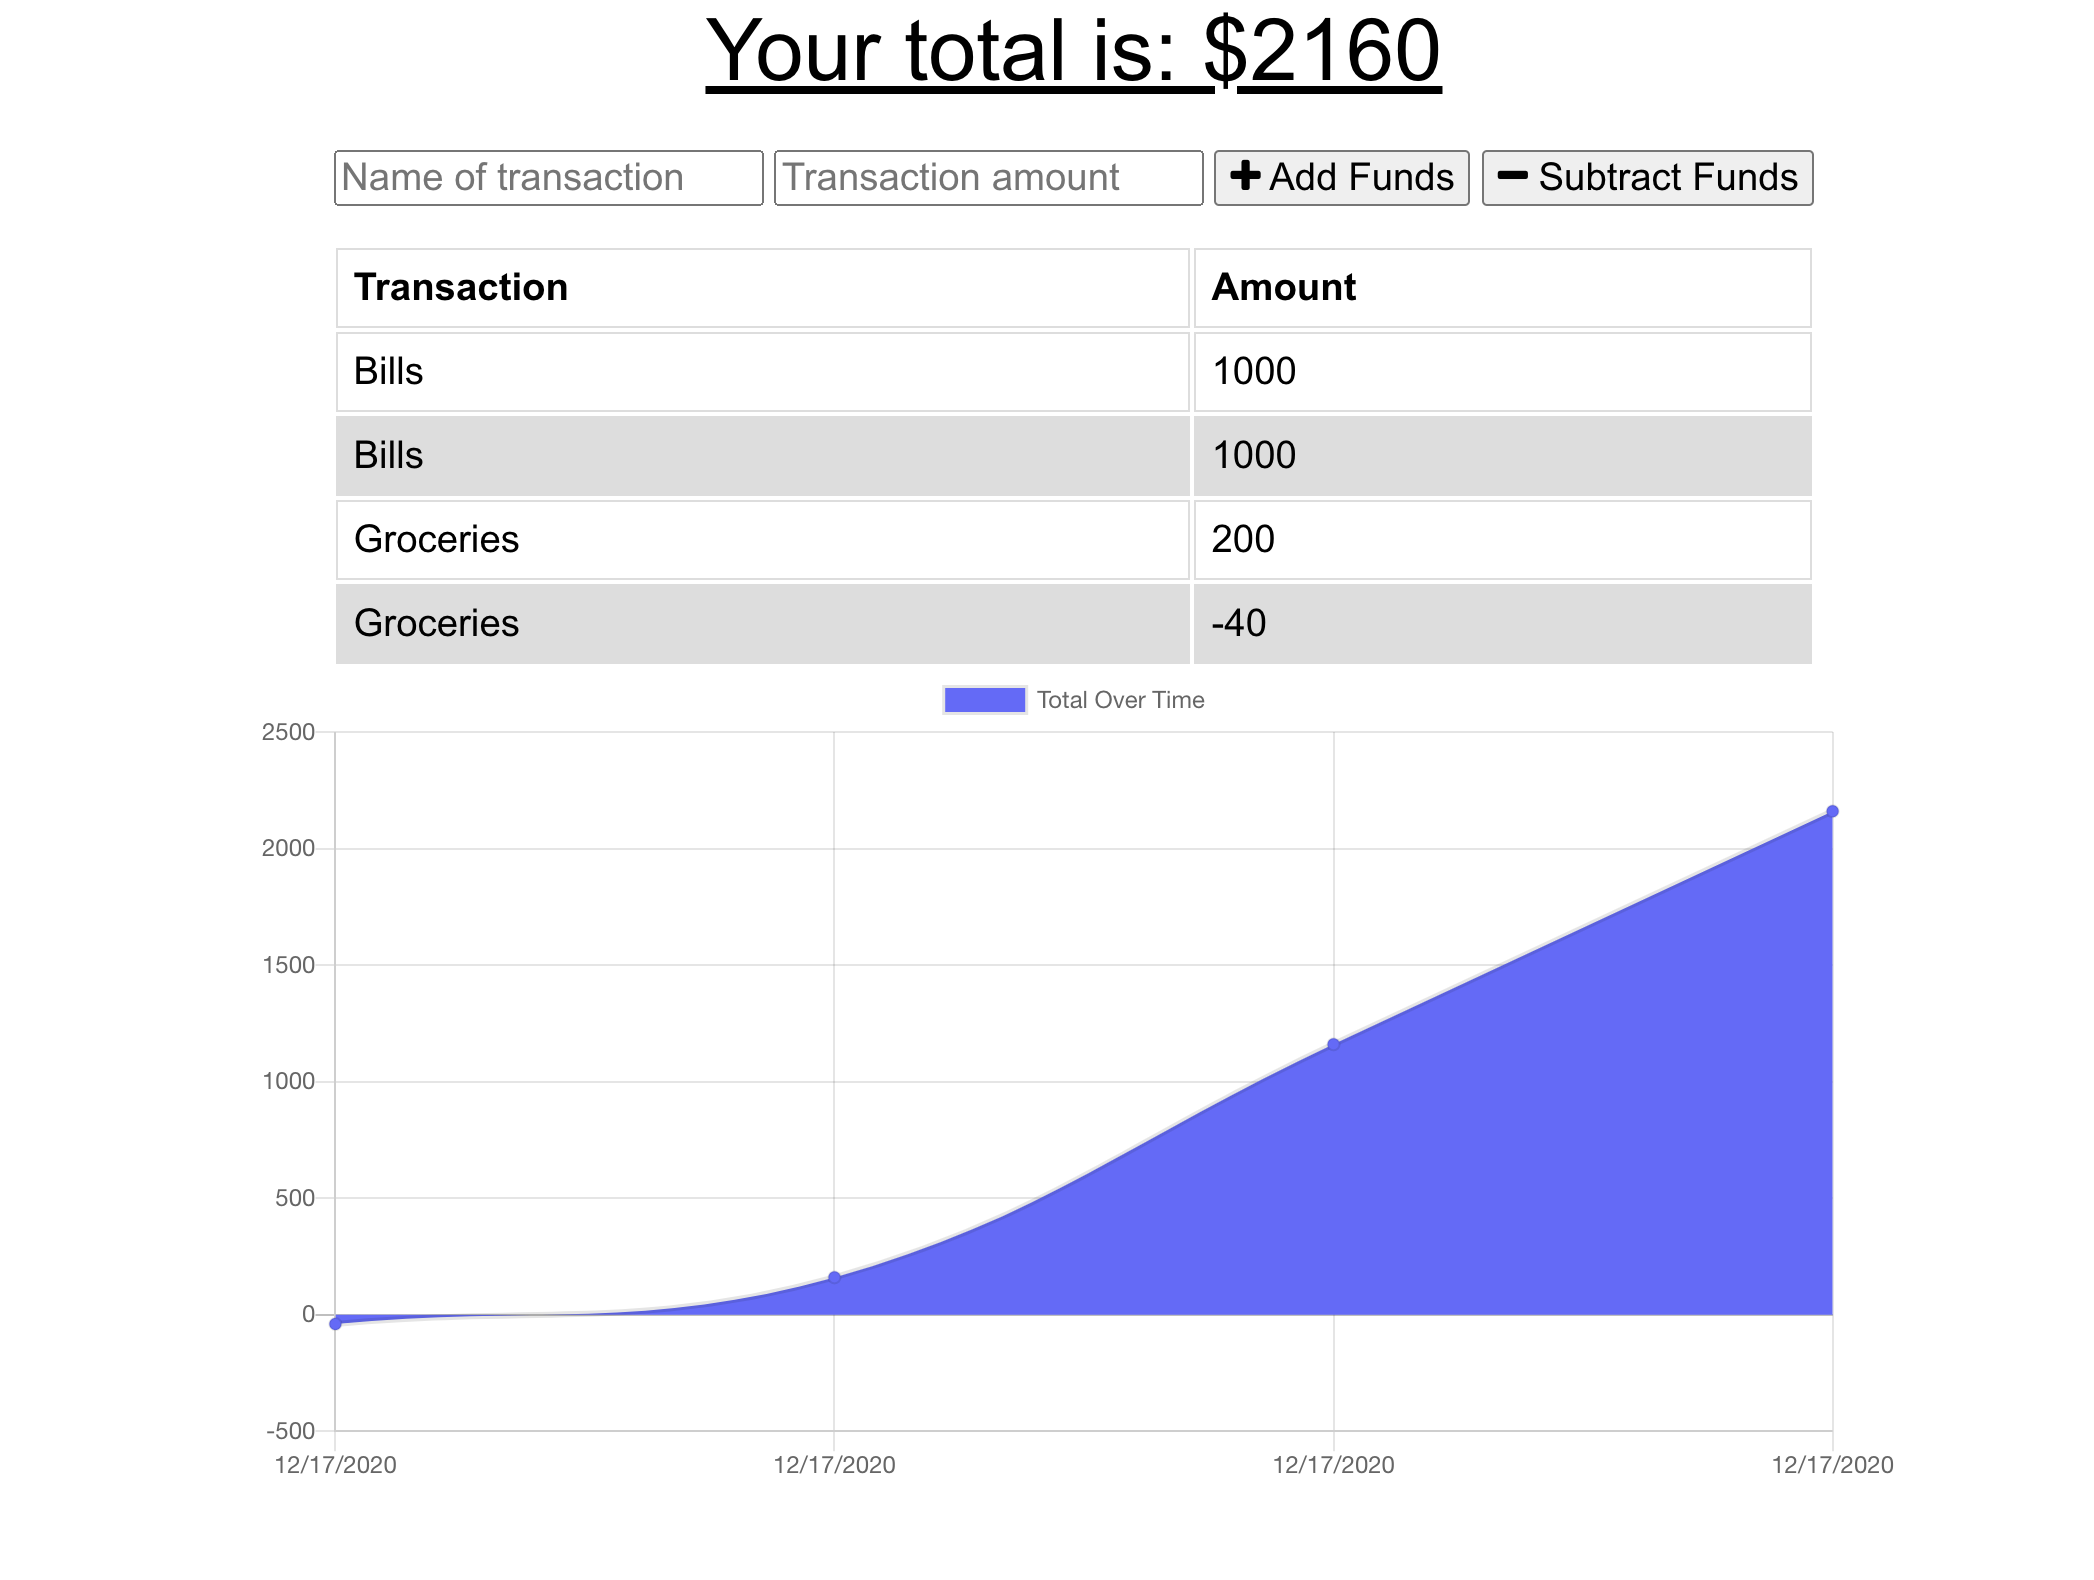 Your total is: $2160
Name of transaction Transaction amount Add Funds Subtract Funds
Transaction Amount
Bills 1000
Bills 1000
Groceries 200
Groceries -40
Total Over Time
2500
2000
1500
1000
500
0
-500
12/17/2020 12/17/2020 12/17/2020 12/17/2020